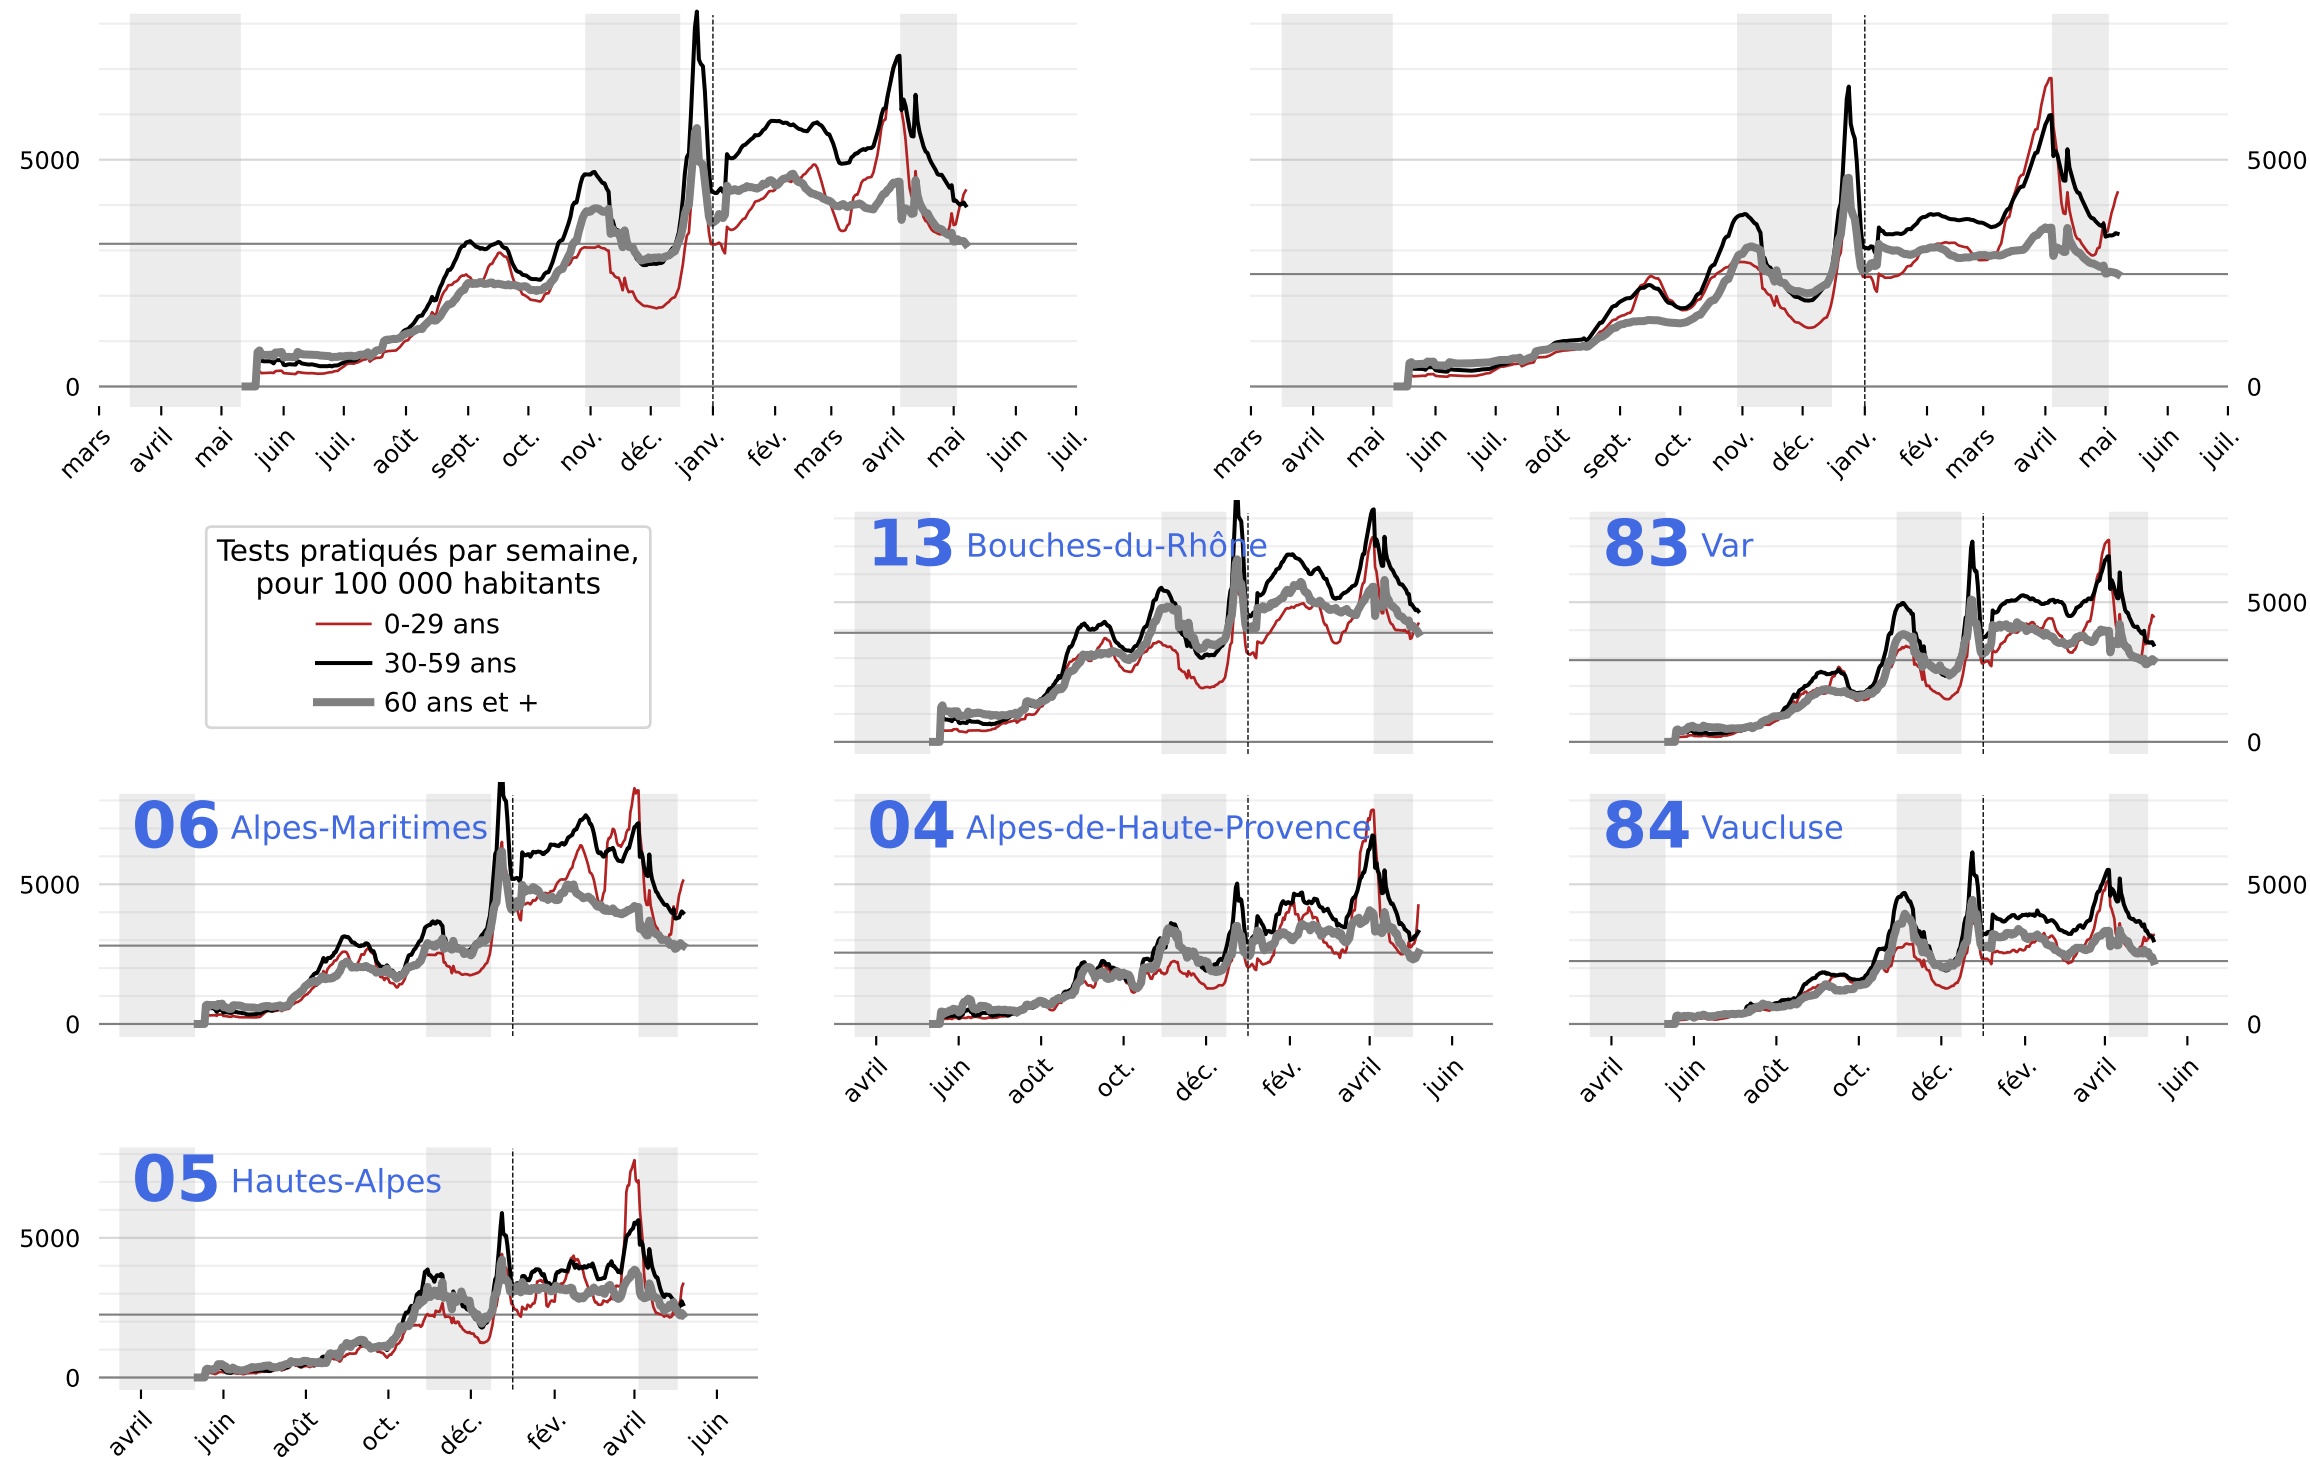 5000
0
mars avril mai juin juil. août sept. oct. nov. déc. janv. fév. mars avril mai juin juil.
5000
0
mars avril mai juin juil. août sept. oct. nov. déc. janv. fév. mars avril mai juin juil.
Tests pratiqués par semaine,
pour 100 000 habitants
0-29 ans
30-59 ans
60 ans et +
13 Bouches-du-Rhône
83 Var
5000
0
06 Alpes-Maritimes
5000
0
04 Alpes-de-Haute-Provence
avril juin août oct. déc. fév. avril juin
84 Vaucluse
5000
0
avril juin août oct. déc. fév. avril juin
05 Hautes-Alpes
5000
0
avril juin août oct. déc. fév. avril juin